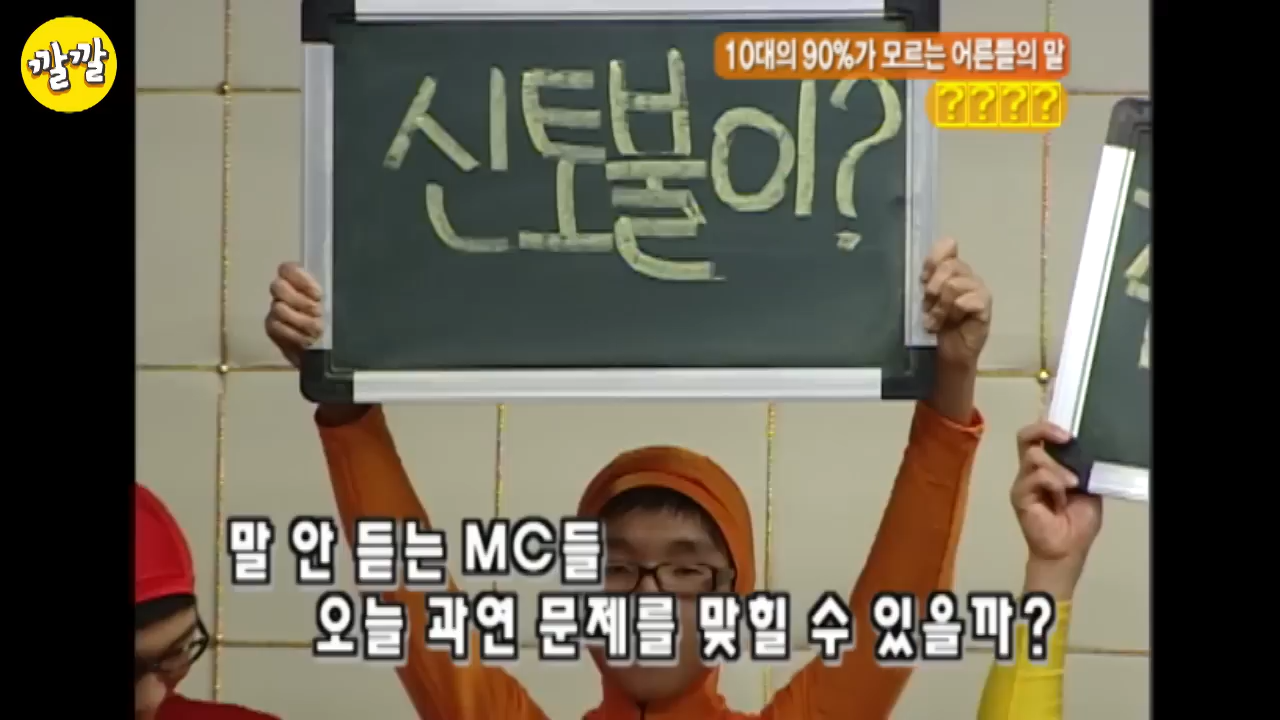 깔깔
10대의 90%가 모르는 어른들의 말
????
신토불이?
말 안 듣는 MC들
오늘 과연 문제를 맞힐 수 있을까?